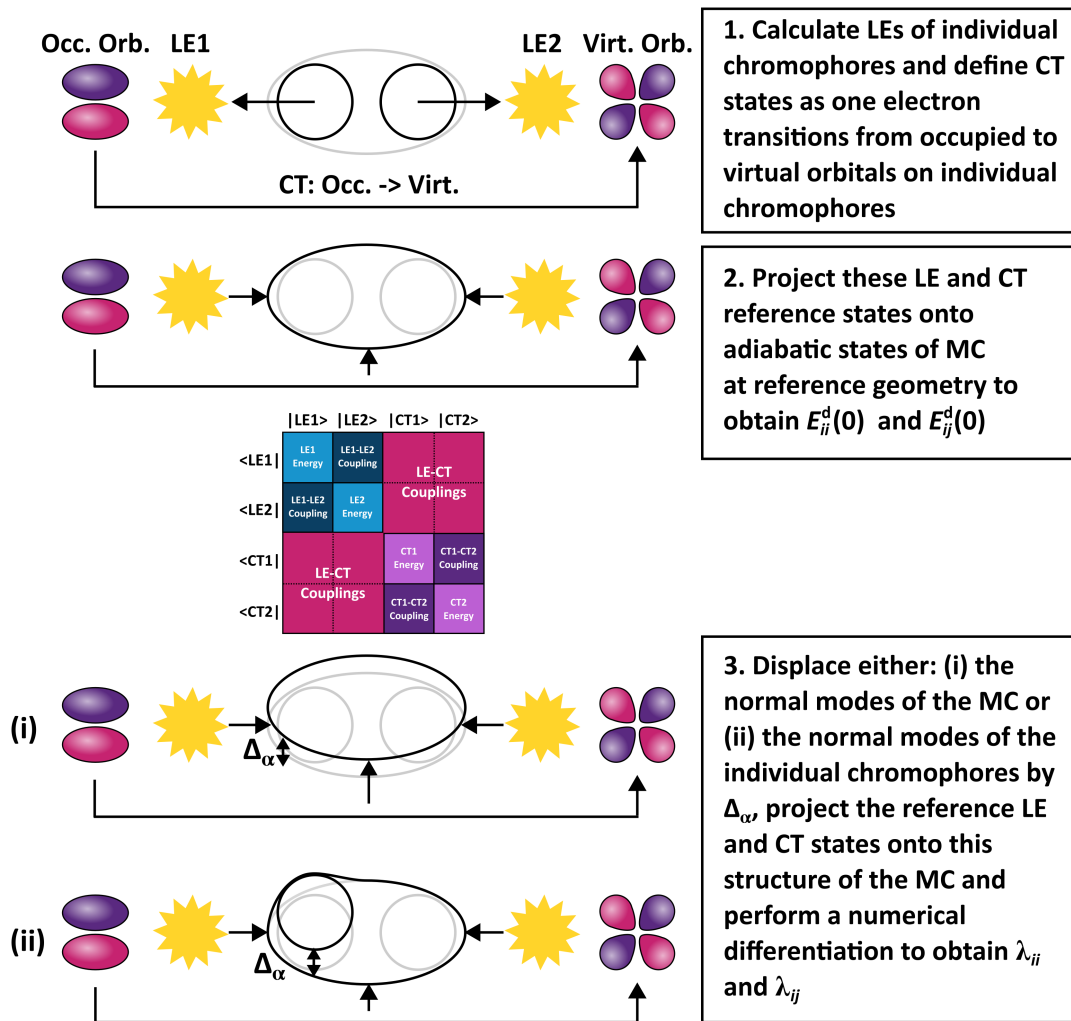 Occ. Orb. LE1 LE2 Virt. Orb.
CT: Occ. -> Virt.
1. Calculate LEs of individual
chromophores and define CT
states as one electron
transitions from occupied to
virtual orbitals on individual
chromophores
2. Project these LE and CT
reference states onto
adiabatic states of MC
at reference geometry to
obtain E^d_ii(0) and E^d_ij(0)
|LE1> |LE2> |CT1> |CT2>
<LE1|
LE1
Energy
LE1-LE2
Coupling
LE-CT
Couplings
<LE2|
LE1-LE2
Coupling
LE2
Energy
<CT1|
LE-CT
Couplings
CT1
Energy
CT1-CT2
Coupling
<CT2|
CT1-CT2
Coupling
CT2
Energy
(i)
Δα
(ii)
Δα
3. Displace either: (i) the
normal modes of the MC or
(ii) the normal modes of the
individual chromophores by
Δα, project the reference LE
and CT states onto this
structure of the MC and
perform a numerical
differentiation to obtain λii
and λij